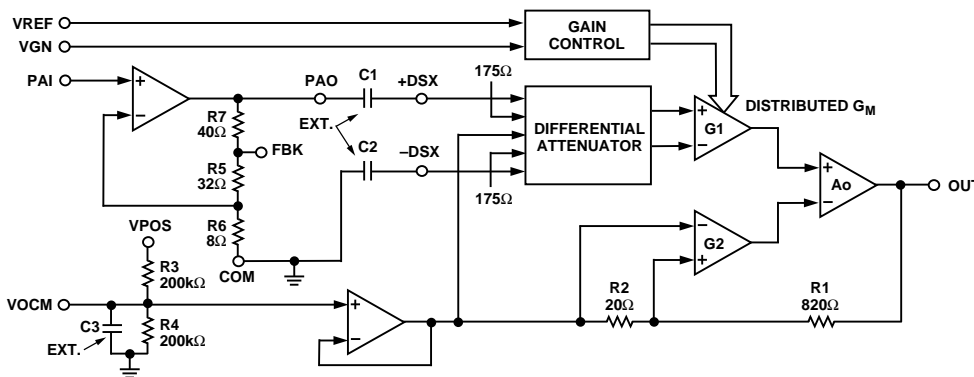 VREF
VGN
GAIN
CONTROL
PAI
PAO
C1
+DSX
175Ω
DISTRIBUTED GM
+
−
R7
40Ω
EXT.
FBK
C2
−DSX
DIFFERENTIAL
ATTENUATOR
+
G1
−
R5
32Ω
175Ω
+
Ao
−
OUT
VPOS
R6
8Ω
COM
−
G2
+
R3
200kΩ
VOCM
C3
EXT.
R4
200kΩ
+
−
R2
20Ω
R1
820Ω